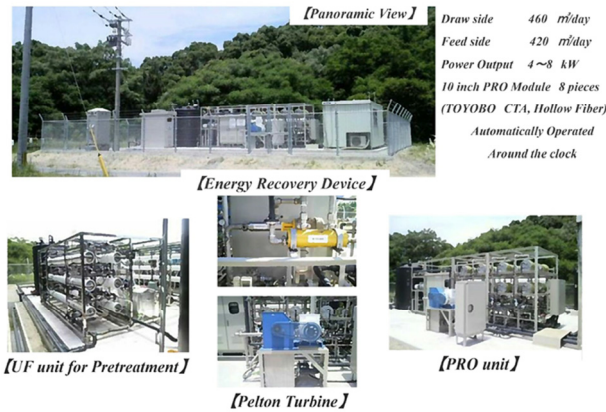 【Panoramic View】
Draw side 460 ㎥/day
Feed side 420 ㎥/day
Power Output 4～8 kW
10 inch PRO Module 8 pieces
(TOYOBO CTA, Hollow Fiber)
Automatically Operated
Around the clock
【Energy Recovery Device】
【UF unit for Pretreatment】
【Pelton Turbine】
【PRO unit】